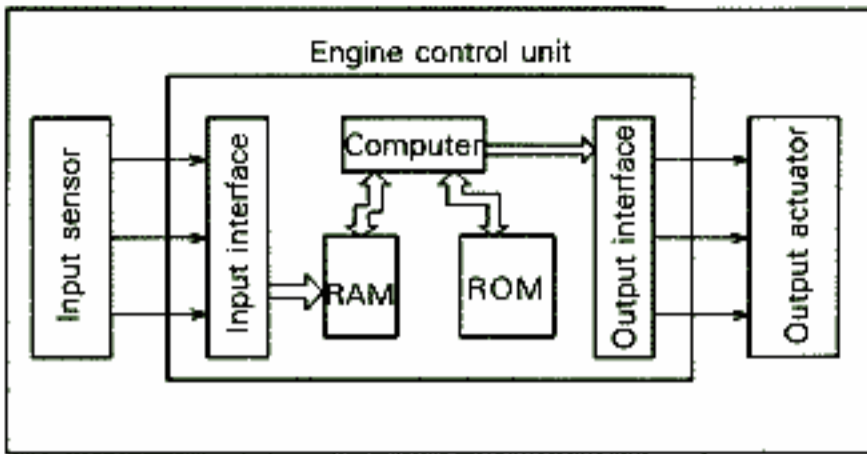 Engine control unit
Input sensor
Input interface
Computer
RAM
ROM
Output interface
Output actuator